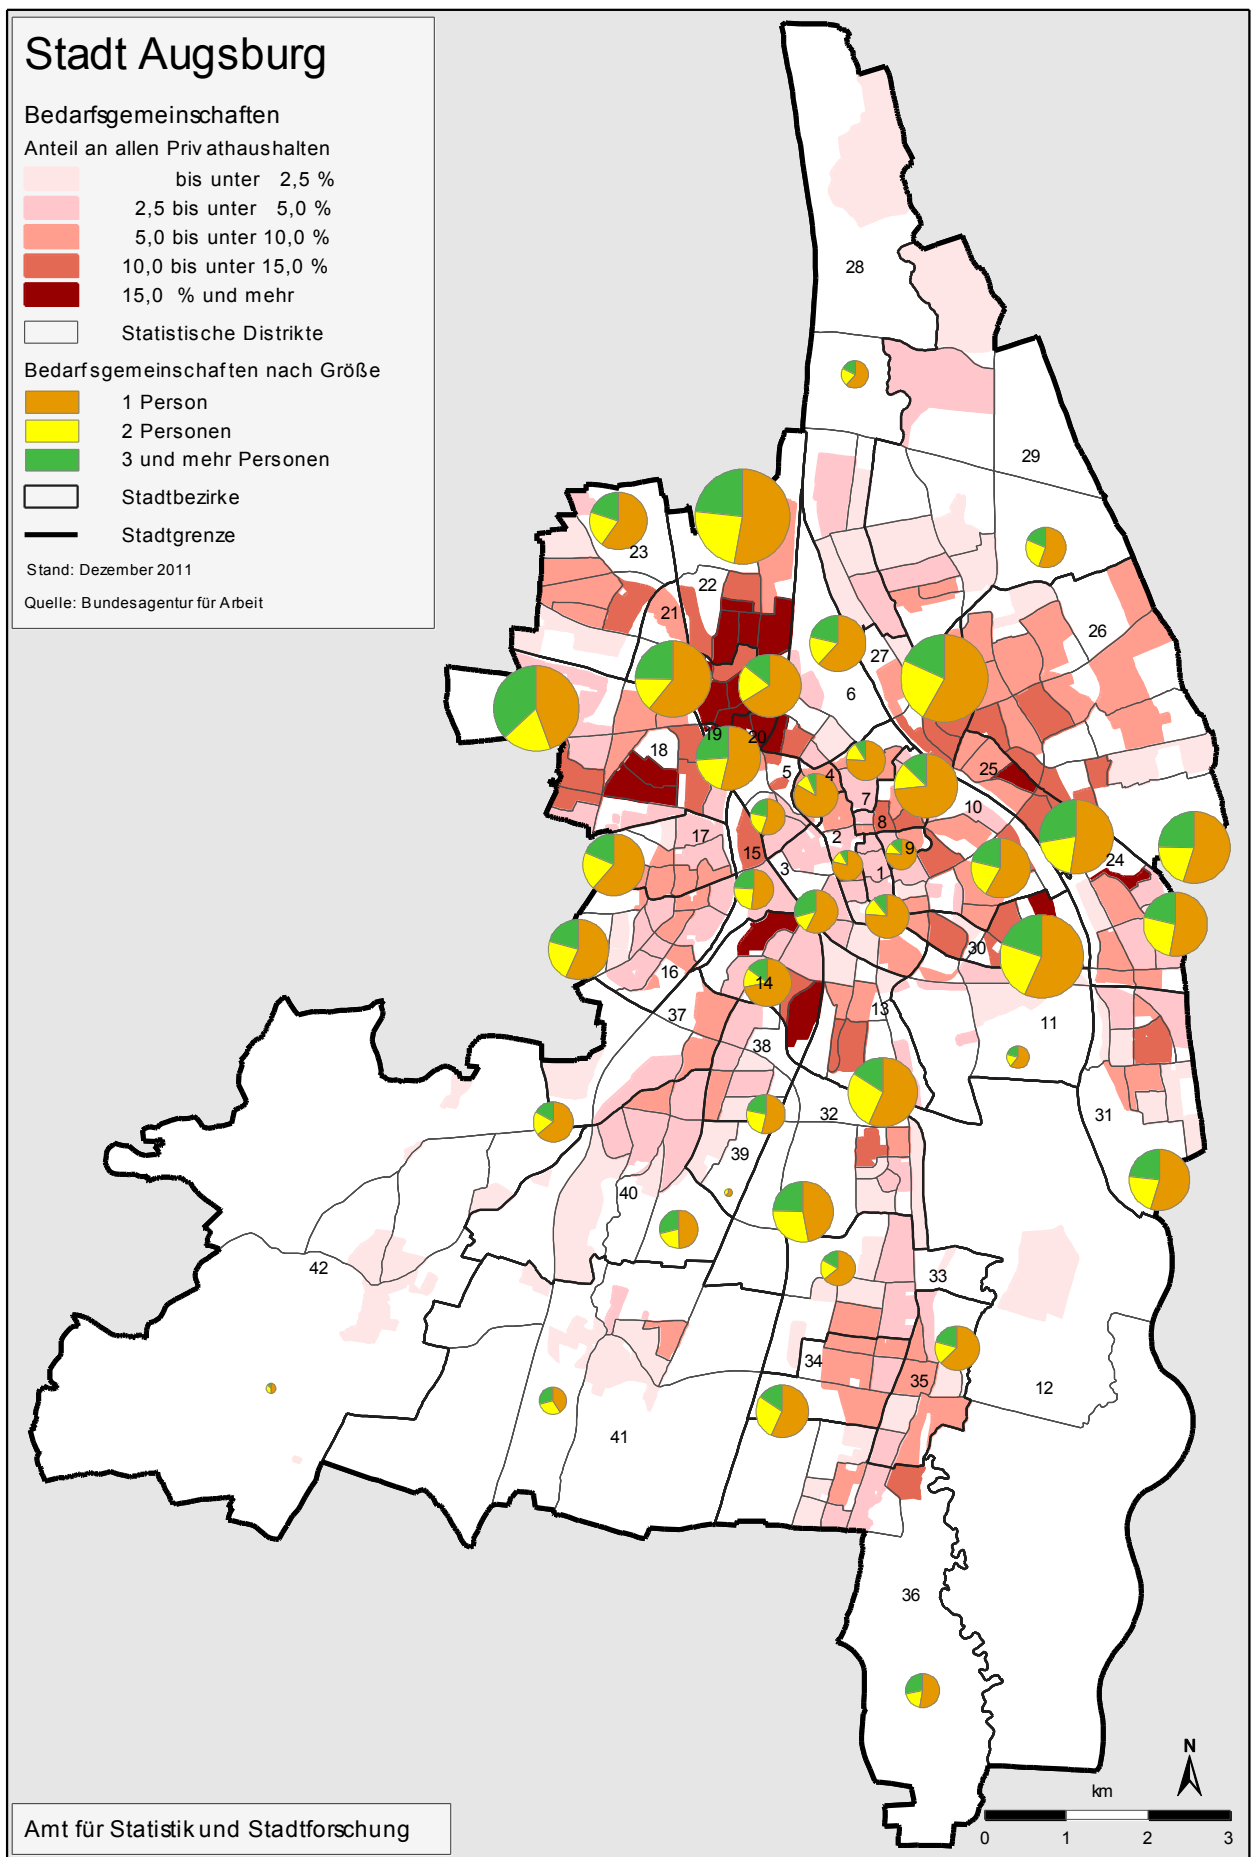 Stadt Augsburg
Bedarfsgemeinschaften
Anteil an allen Privathaushalten
bis unter 2,5 %
2,5 bis unter 5,0 %
5,0 bis unter 10,0 %
10,0 bis unter 15,0 %
15,0 % und mehr
Statistische Distrikte
Bedarfsgemeinschaften nach Größe
1 Person
2 Personen
3 und mehr Personen
Stadtbezirke
Stadtgrenze
Stand: Dezember 2011
Quelle: Bundesagentur für Arbeit
28
29
23
22
21
26
27
6
19
20
18
5
4
25
7
10
8
2
17
15
9
24
3
1
30
16
14
37
13
11
38
32
31
39
40
42
33
34
35
12
41
36
N
km
0 1 2 3
Amt für Statistik und Stadtforschung